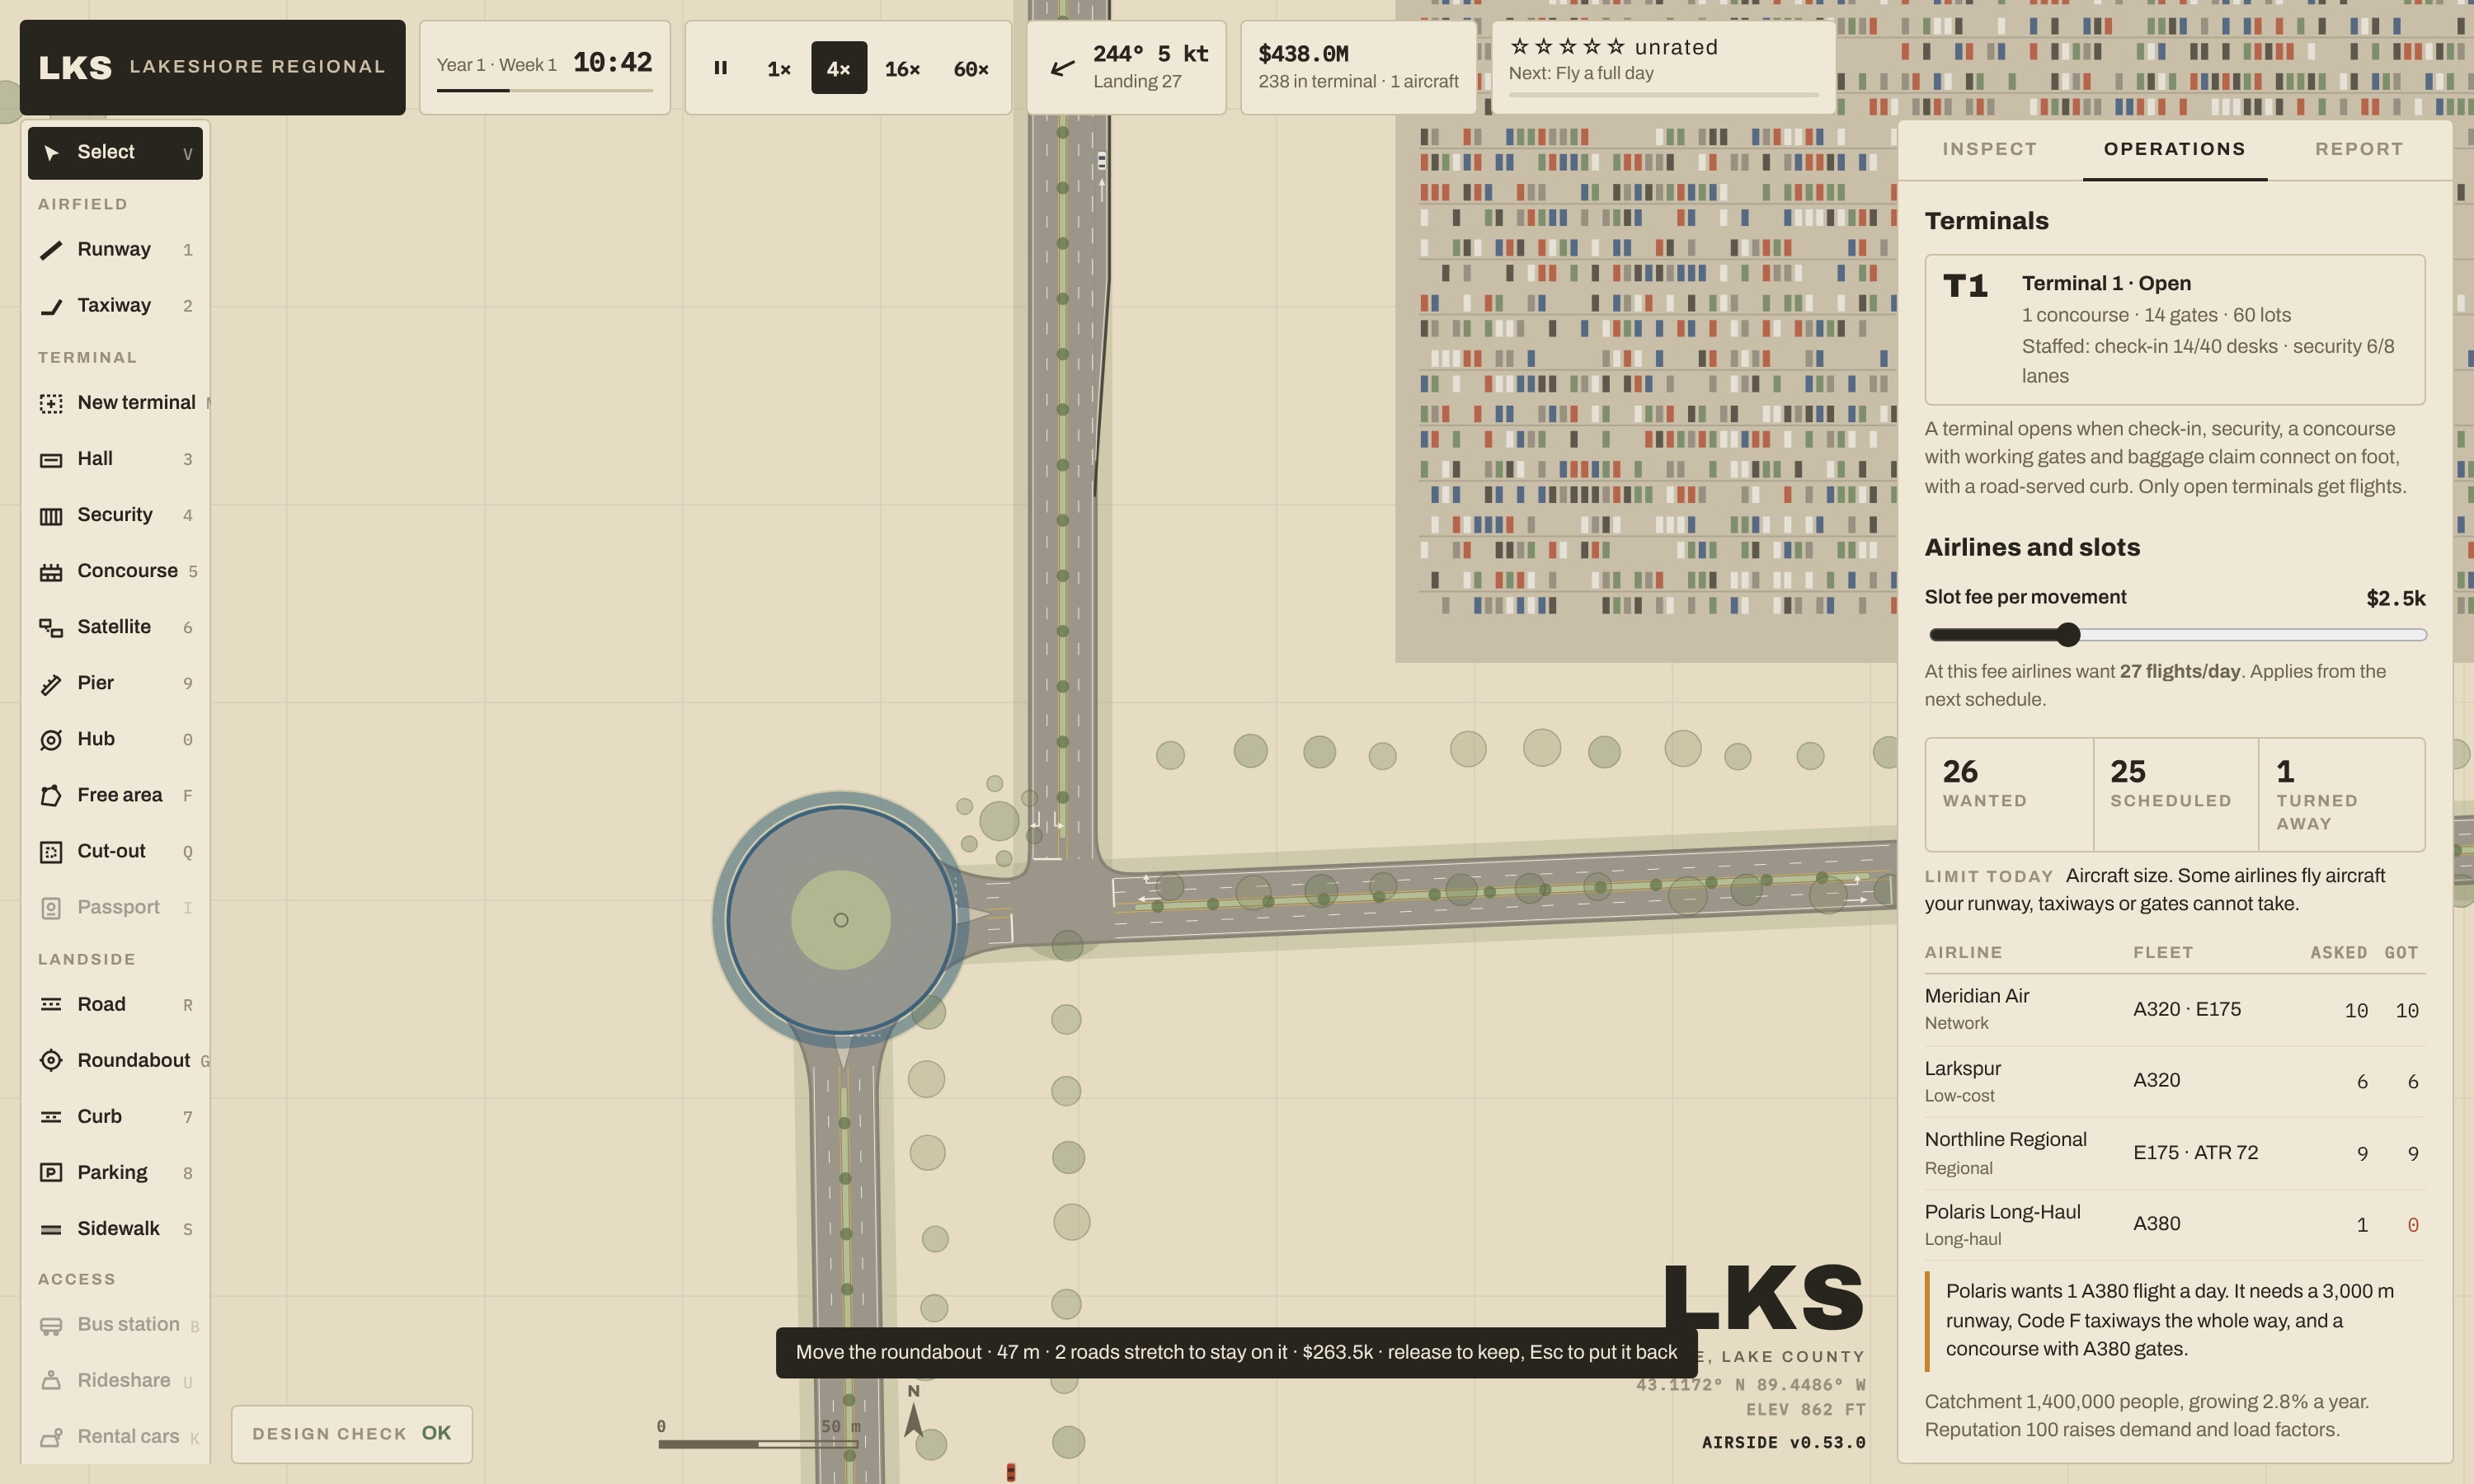 LKS LAKESHORE REGIONAL
Year 1 · Week 1 10:42
1× 4× 16× 60×
244° 5 kt
Landing 27
$438.0M
238 in terminal · 1 aircraft
☆☆☆☆☆ unrated
Next: Fly a full day
Select V
AIRFIELD
Runway 1
Taxiway 2
TERMINAL
New terminal
Hall 3
Security 4
Concourse 5
Satellite 6
Pier 9
Hub 0
Free area F
Cut-out Q
Passport I
LANDSIDE
Road R
Roundabout G
Curb 7
Parking 8
Sidewalk S
ACCESS
Bus station B
Rideshare U
Rental cars K
DESIGN CHECK OK
0 50 m
N
Move the roundabout · 47 m · 2 roads stretch to stay on it · $263.5k · release to keep, Esc to put it back
LKS
E, LAKE COUNTY
43.1172° N 89.4486° W
ELEV 862 FT
AIRSIDE v0.53.0
INSPECT OPERATIONS REPORT
Terminals
T1
Terminal 1 · Open
1 concourse · 14 gates · 60 lots
Staffed: check-in 14/40 desks · security 6/8
lanes
A terminal opens when check-in, security, a concourse
with working gates and baggage claim connect on foot,
with a road-served curb. Only open terminals get flights.
Airlines and slots
Slot fee per movement $2.5k
At this fee airlines want 27 flights/day. Applies from the
next schedule.
26 25 1
WANTED SCHEDULED TURNED
AWAY
LIMIT TODAY Aircraft size. Some airlines fly aircraft
your runway, taxiways or gates cannot take.
AIRLINE FLEET ASKED GOT
Meridian Air A320 · E175 10 10
Network
Larkspur A320 6 6
Low-cost
Northline Regional E175 · ATR 72 9 9
Regional
Polaris Long-Haul A380 1 0
Long-haul
Polaris wants 1 A380 flight a day. It needs a 3,000 m
runway, Code F taxiways the whole way, and a
concourse with A380 gates.
Catchment 1,400,000 people, growing 2.8% a year.
Reputation 100 raises demand and load factors.